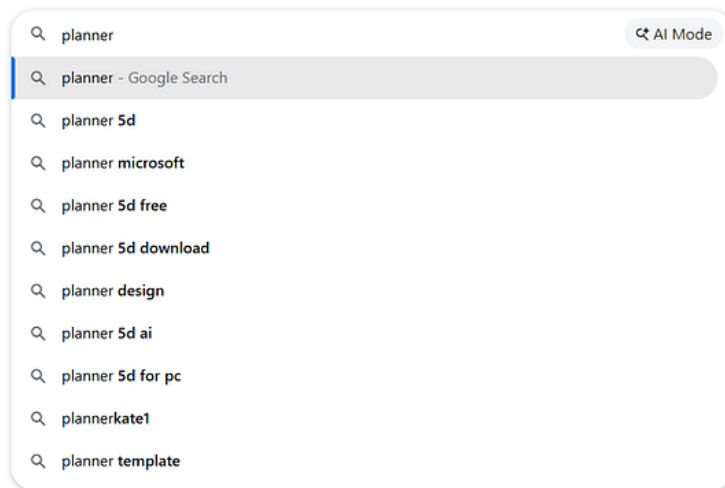 planner AI Mode
planner - Google Search
planner 5d
planner microsoft
planner 5d free
planner 5d download
planner design
planner 5d ai
planner 5d for pc
plannerkate1
planner template